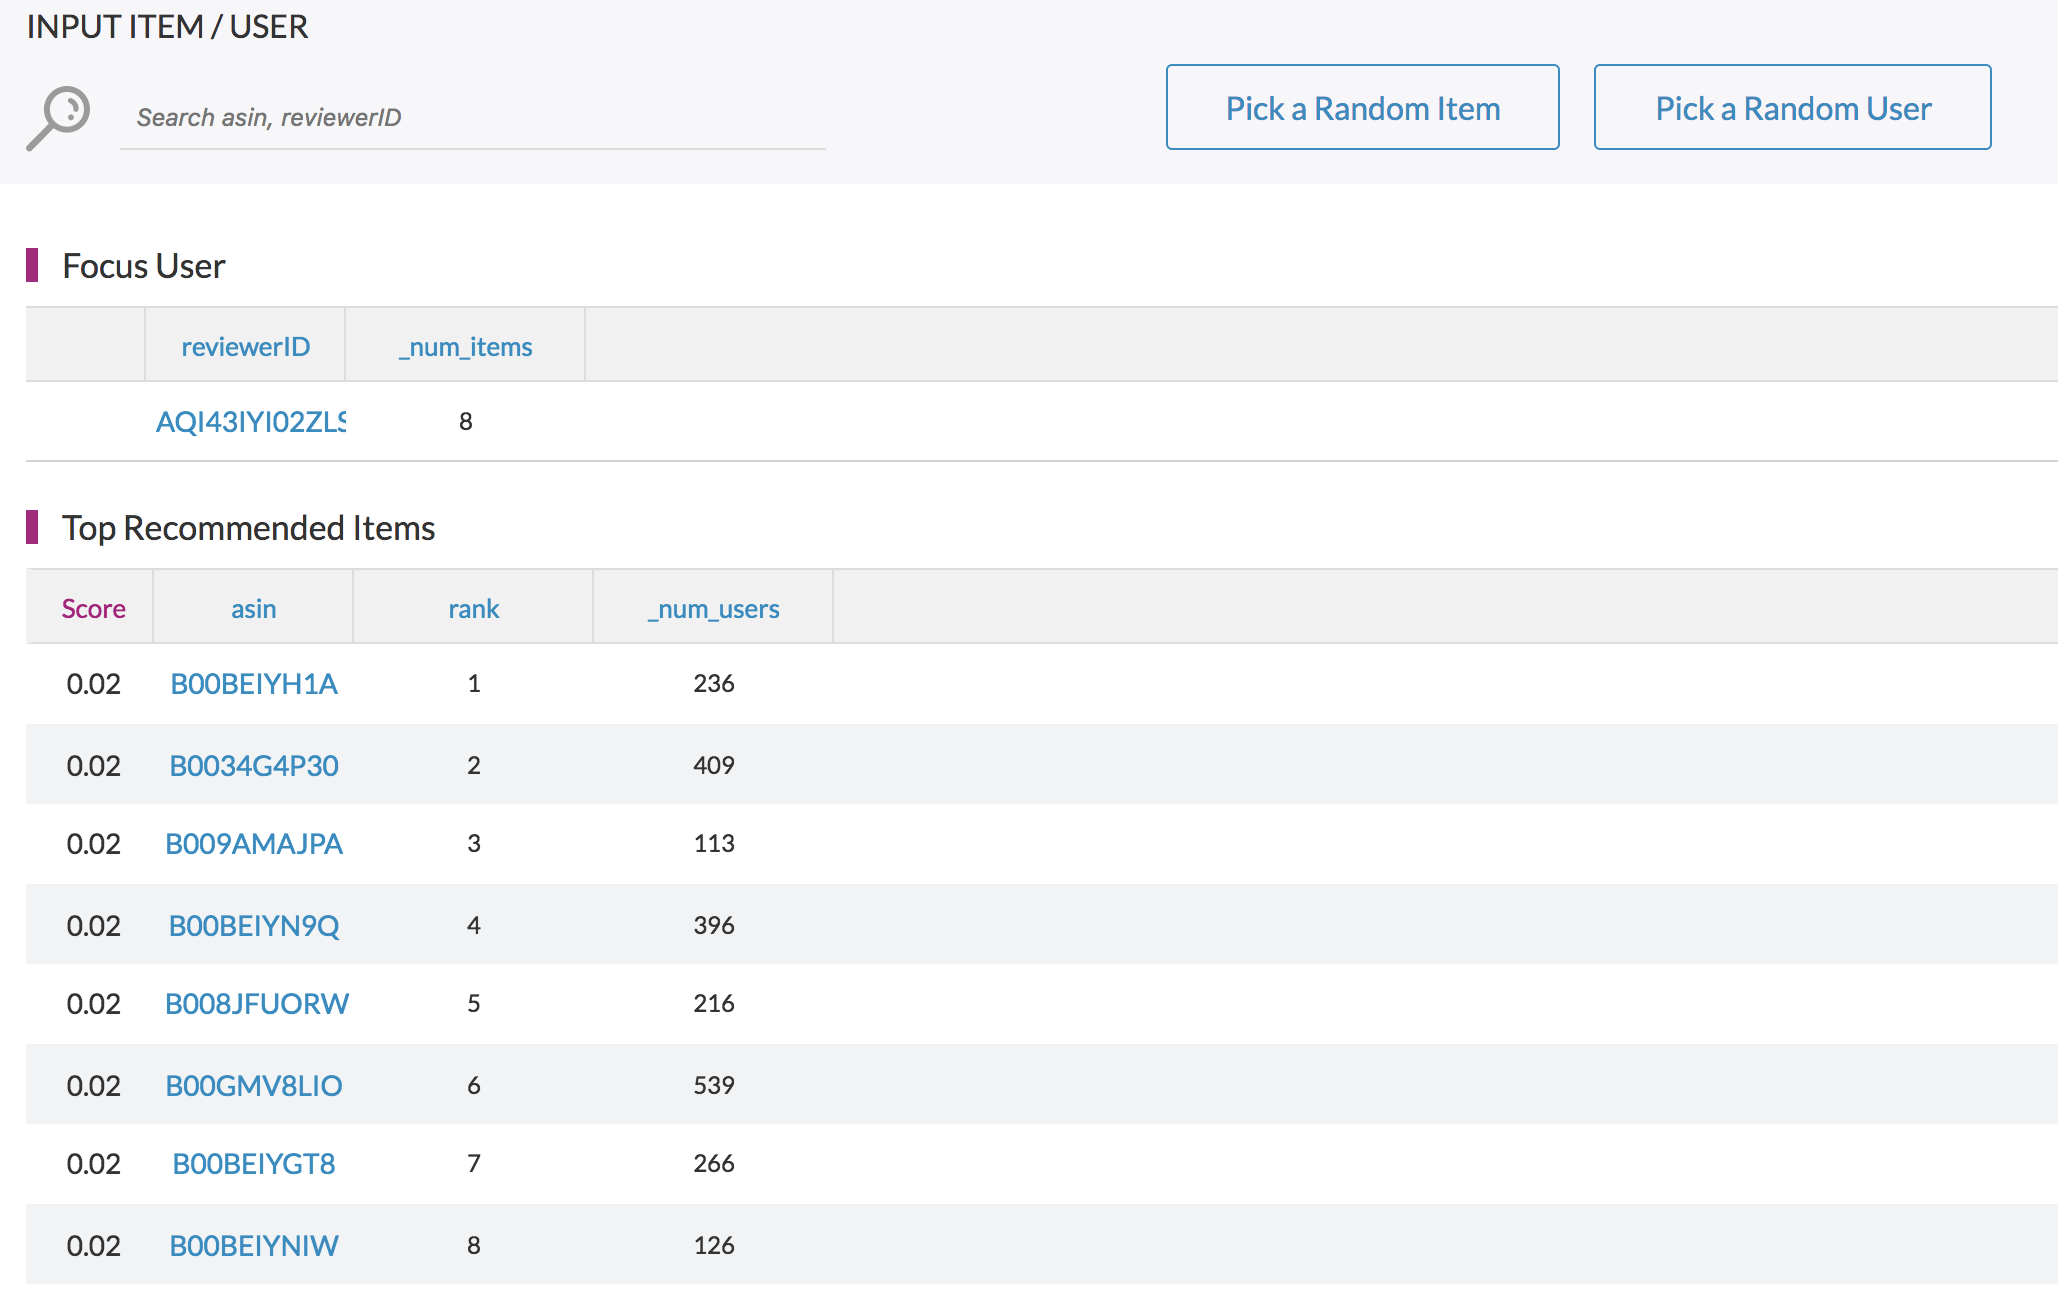 INPUT ITEM / USER
Search asin, reviewerID
Pick a Random Item
Pick a Random User
Focus User
reviewerID _num_items
AQI43IYI02ZLS 8
Top Recommended Items
Score asin rank _num_users
0.02 B00BEIYH1A 1 236
0.02 B0034G4P30 2 409
0.02 B009AMAJPA 3 113
0.02 B00BEIYN9Q 4 396
0.02 B008JFUORW 5 216
0.02 B00GMV8LIO 6 539
0.02 B00BEIYGT8 7 266
0.02 B00BEIYNIW 8 126